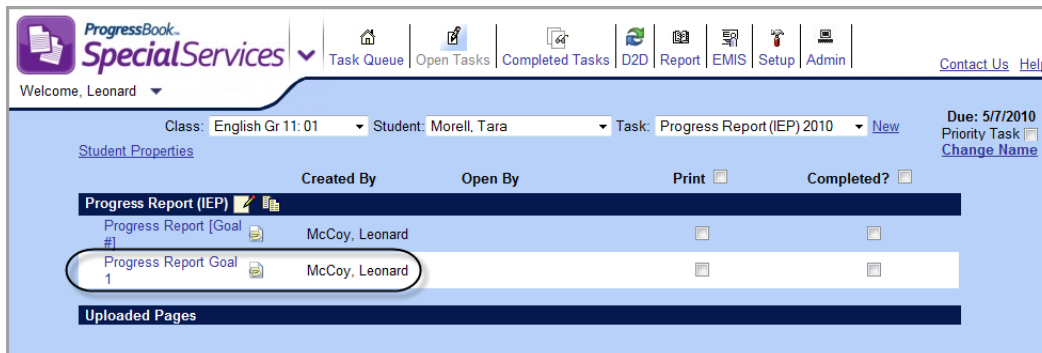 ProgressBook™
SpecialServices
Task Queue Open Tasks Completed Tasks D2D Report EMIS Setup Admin
Contact Us Help
Welcome, Leonard
Class: English Gr 11: 01 Student: Morell, Tara Task: Progress Report (IEP) 2010 New
Due: 5/7/2010
Priority Task
Change Name
Student Properties
Created By Open By Print Completed?
Progress Report (IEP)
Progress Report [Goal
#] McCoy, Leonard
Progress Report Goal
1 McCoy, Leonard
Uploaded Pages